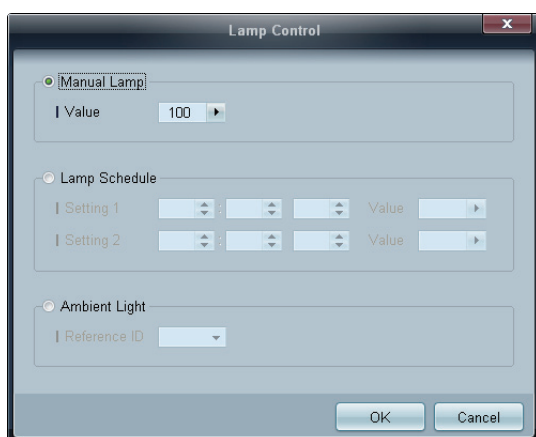 Lamp Control
x
Manual Lamp
Value 100
Lamp Schedule
Setting 1 : Value
Setting 2 : Value
Ambient Light
Reference ID
OK Cancel